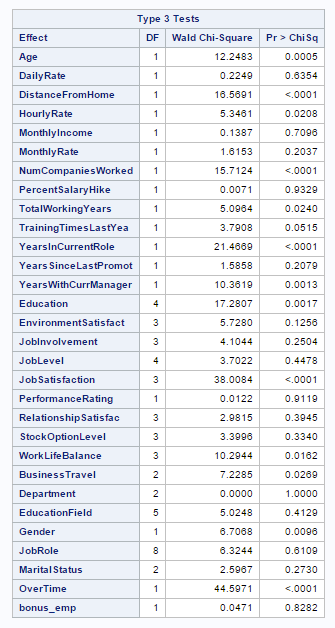 Type 3 Tests
Effect DF Wald Chi-Square Pr > ChiSq
Age 1 12.2483 0.0005
DailyRate 1 0.2249 0.6354
DistanceFromHome 1 16.5691 <.0001
HourlyRate 1 5.3461 0.0208
MonthlyIncome 1 0.1387 0.7096
MonthlyRate 1 1.6153 0.2037
NumCompaniesWorked 1 15.7124 <.0001
PercentSalaryHike 1 0.0071 0.9329
TotalWorkingYears 1 5.0964 0.0240
TrainingTimesLastYea 1 3.7908 0.0515
YearsInCurrentRole 1 21.4669 <.0001
YearsSinceLastPromot 1 1.5858 0.2079
YearsWithCurrManager 1 10.3619 0.0013
Education 4 17.2807 0.0017
EnvironmentSatisfact 3 5.7280 0.1256
JobInvolvement 3 4.1044 0.2504
JobLevel 4 3.7022 0.4478
JobSatisfaction 3 38.0084 <.0001
PerformanceRating 1 0.0122 0.9119
RelationshipSatisfac 3 2.9815 0.3945
StockOptionLevel 3 3.3996 0.3340
WorkLifeBalance 3 10.2944 0.0162
BusinessTravel 2 7.2285 0.0269
Department 2 0.0000 1.0000
EducationField 5 5.0248 0.4129
Gender 1 6.7068 0.0096
JobRole 8 6.3244 0.6109
MaritalStatus 2 2.5967 0.2730
OverTime 1 44.5971 <.0001
bonus_emp 1 0.0471 0.8282